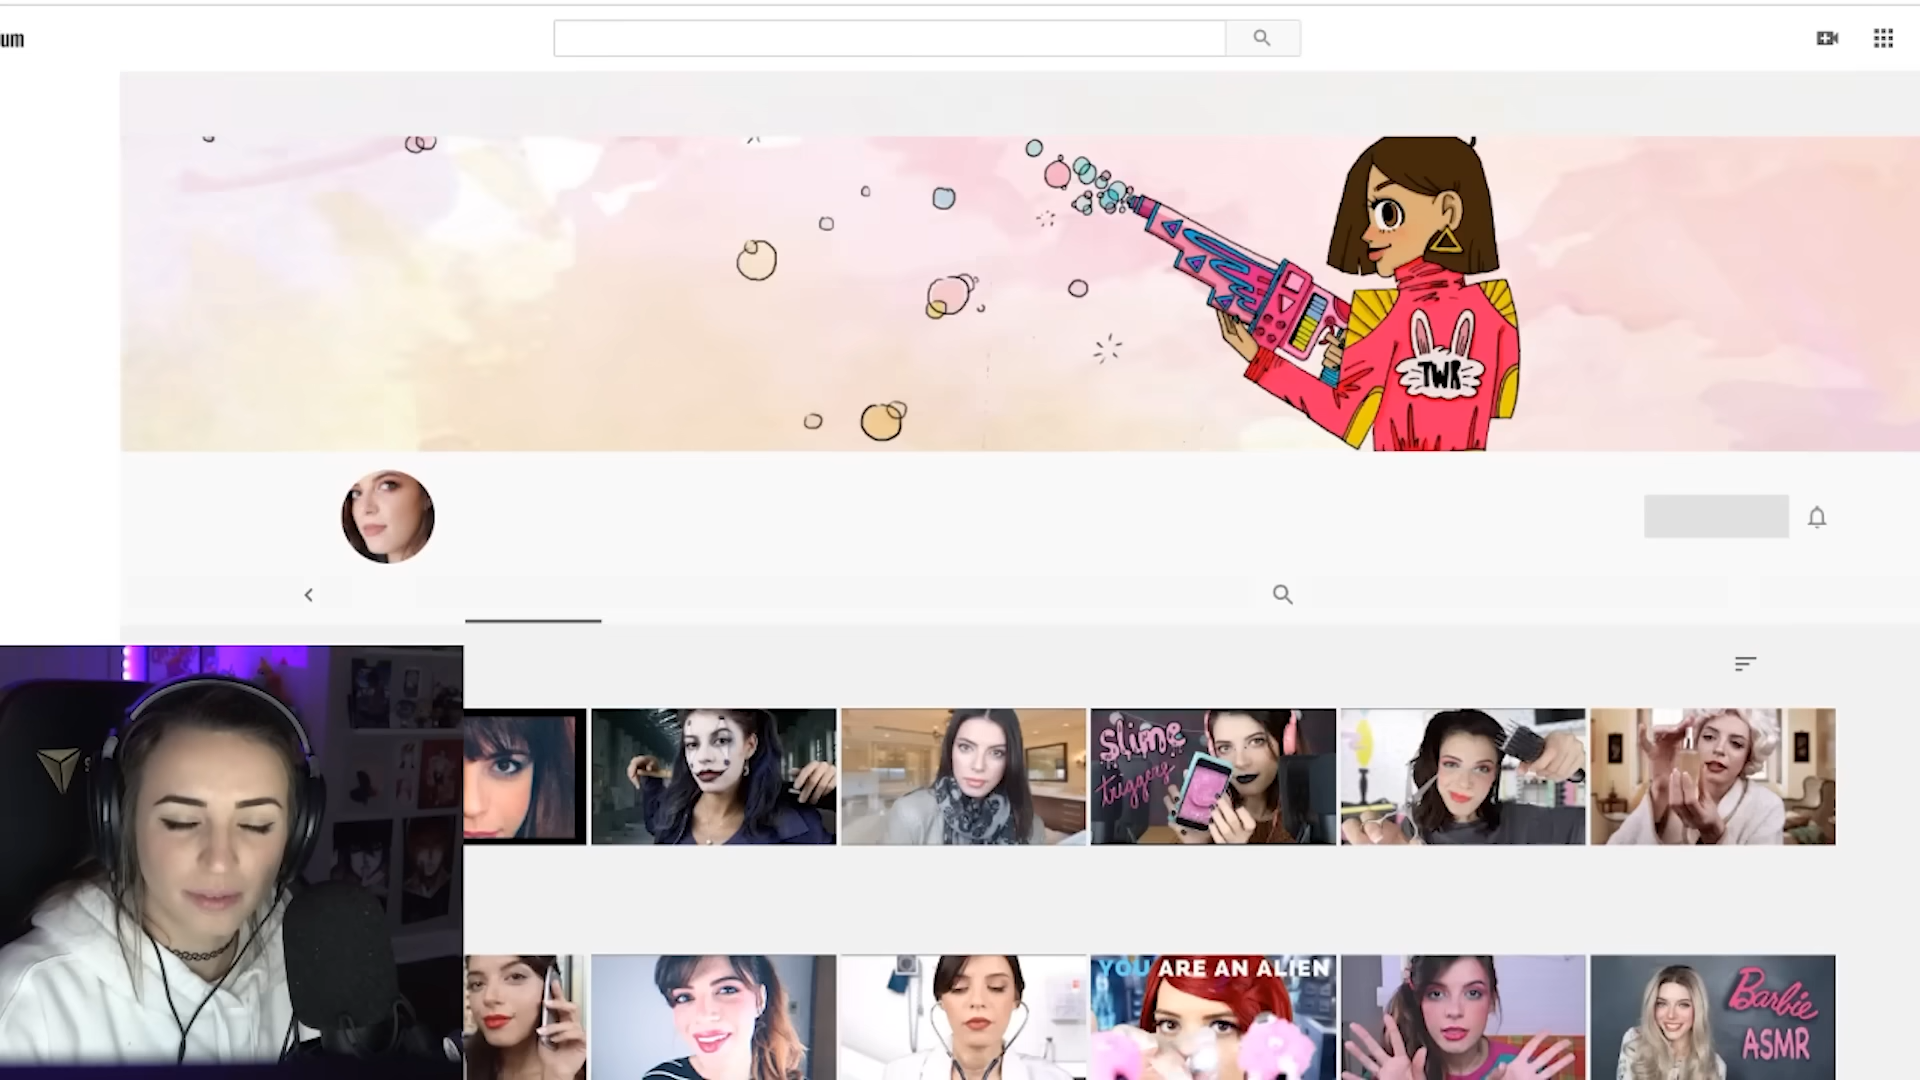 um
TWR
slime
triggers
YOU ARE AN ALIEN
Barbie
ASMR